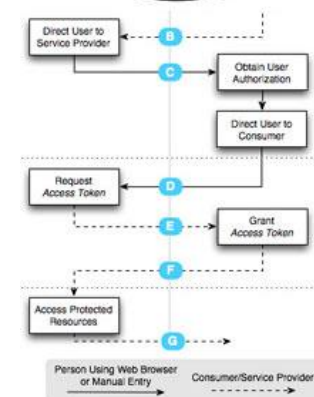 B
Direct User to
Service Provider
C
Obtain User
Authorization
Direct User to
Consumer
Request
Access Token
D
E
Grant
Access Token
F
Access Protected
Resources
G
Person Using Web Browser
or Manual Entry
Consumer/Service Provider